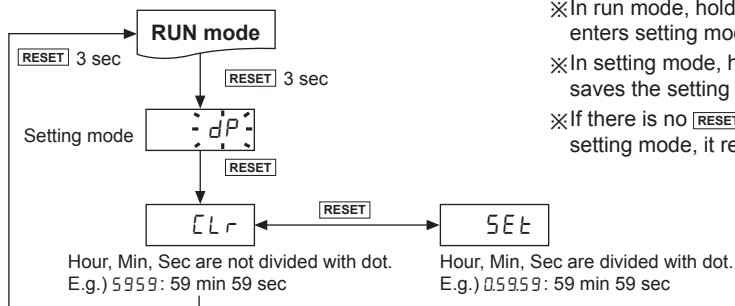 RUN mode
RESET 3 sec
RESET 3 sec
Setting mode
dP
RESET
CLr
RESET
SEt
Hour, Min, Sec are not divided with dot.
E.g.) 5959: 59 min 59 sec
Hour, Min, Sec are divided with dot.
E.g.) 0.59.59: 59 min 59 sec
※In run mode, hold
enters setting mo
※In setting mode, h
saves the setting
※If there is no RESET
setting mode, it re